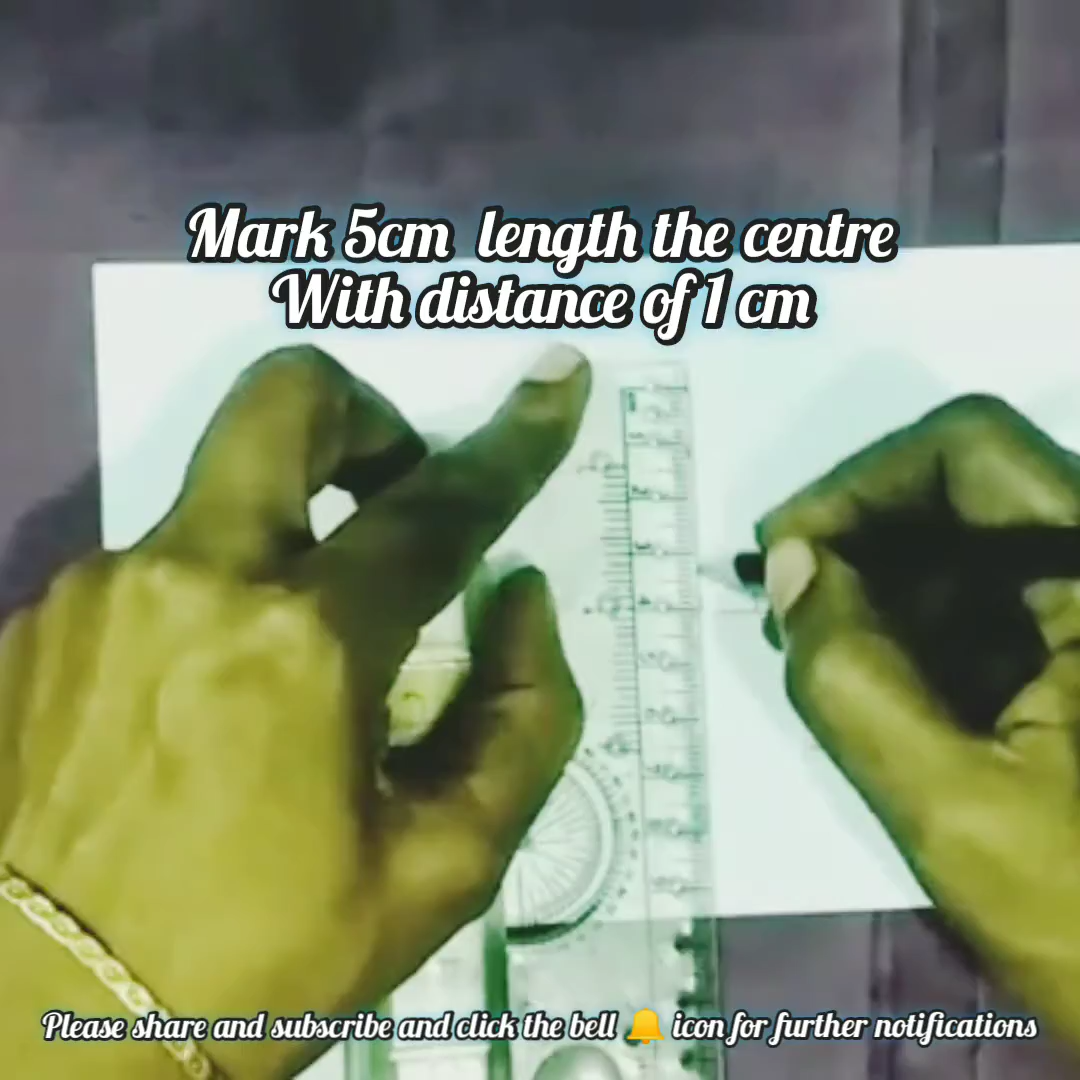 Mark 5cm length the centre
With distance of 1 cm
Please share and subscribe and click the bell 🔔 icon for further notifications